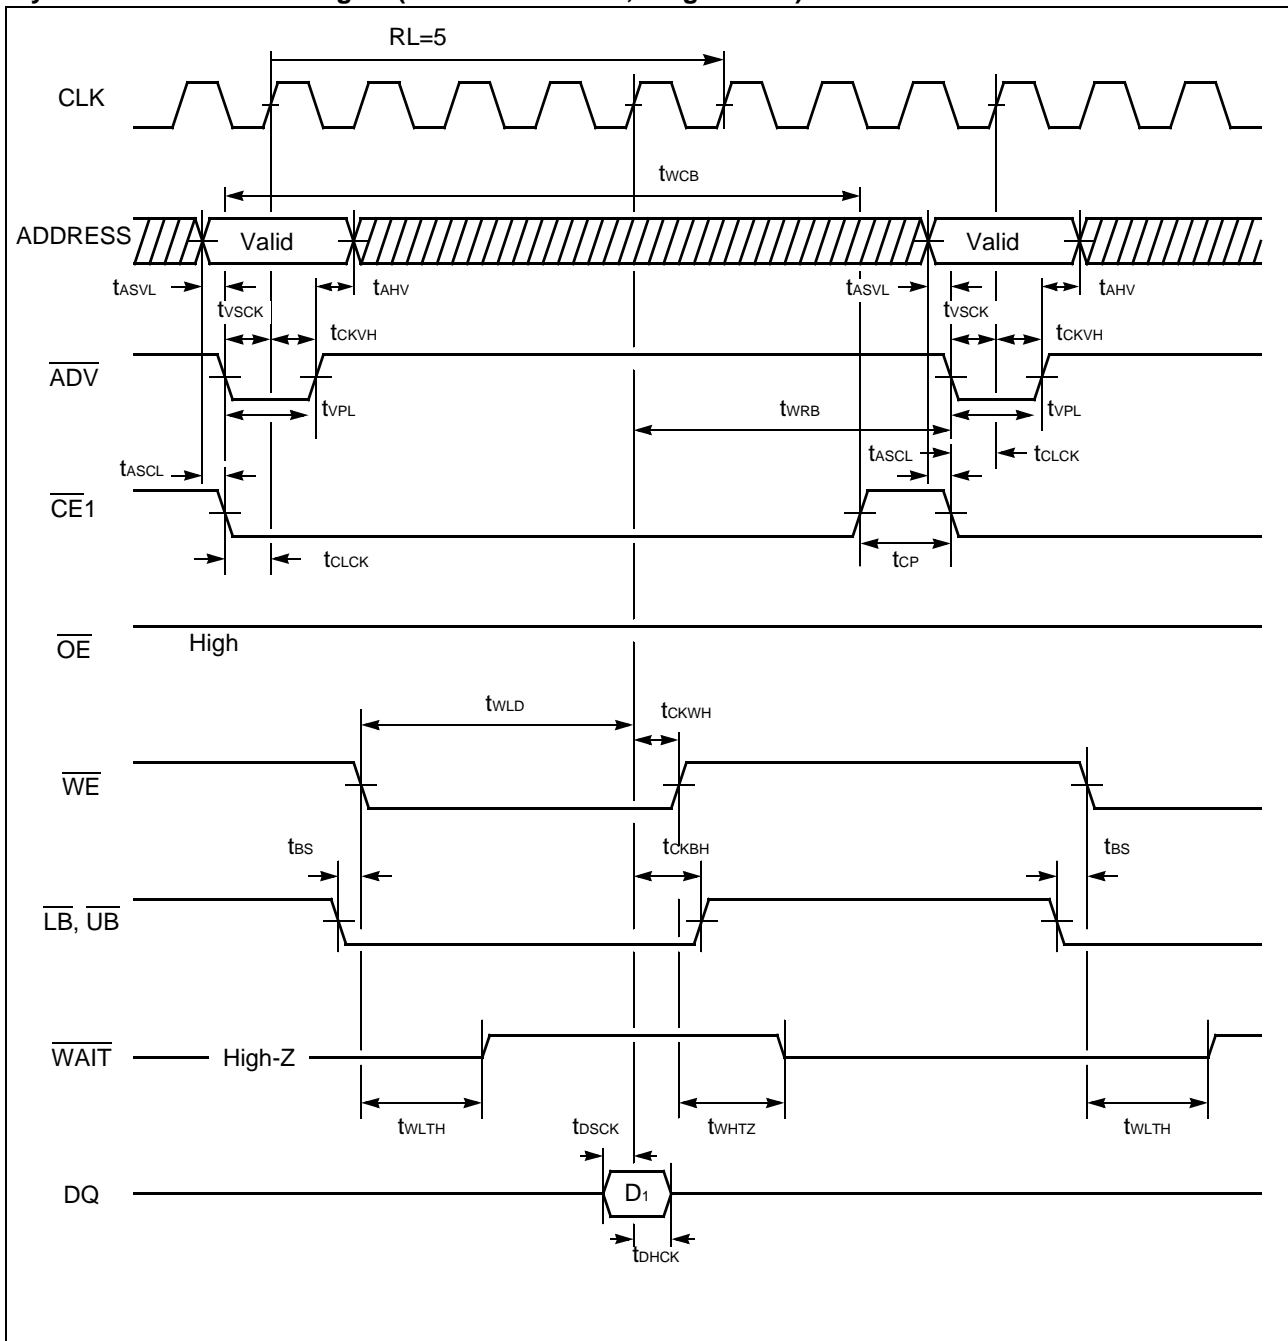 RL=5
CLK
tWCB
ADDRESS
Valid
Valid
tASVL
tVSCK
tAHV
tCKVH
tASVL
tVSCK
tAHV
tCKVH
ADV
tVPL
tWRB
tVPL
tASCL
tASCL
tCLCK
CE1
tCLCK
tCP
OE
High
tWLD
tCKWH
WE
tBS
tCKBH
tBS
LB, UB
WAIT
High-Z
tWLTH
tWHTZ
tWLTH
tDSCK
DQ
D1
tDHCK